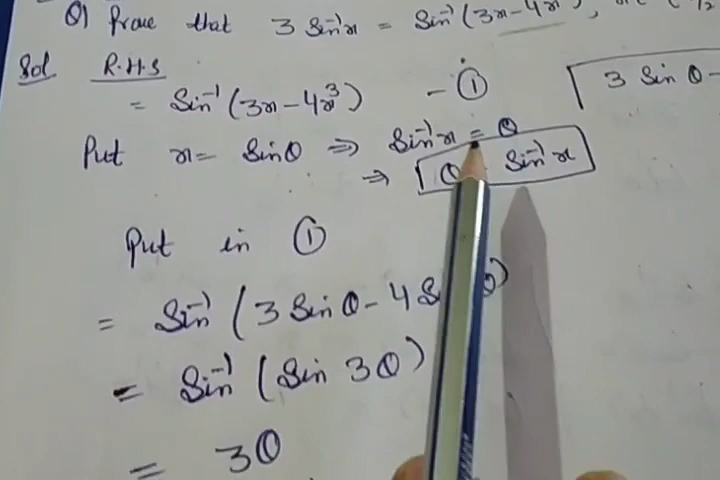 Q) Prove that 3 Sin⁻¹x = Sin⁻¹(3x-4x³),
Sol R.H.S
= Sin⁻¹(3x-4x³) - ① 3 Sin θ -
Put x = Sinθ ⇒ Sin⁻¹x = θ
⇒ θ Sin⁻¹x
Put in ①
= Sin⁻¹(3 Sin θ - 4 S θ)
= Sin⁻¹(Sin 3θ)
= 3θ